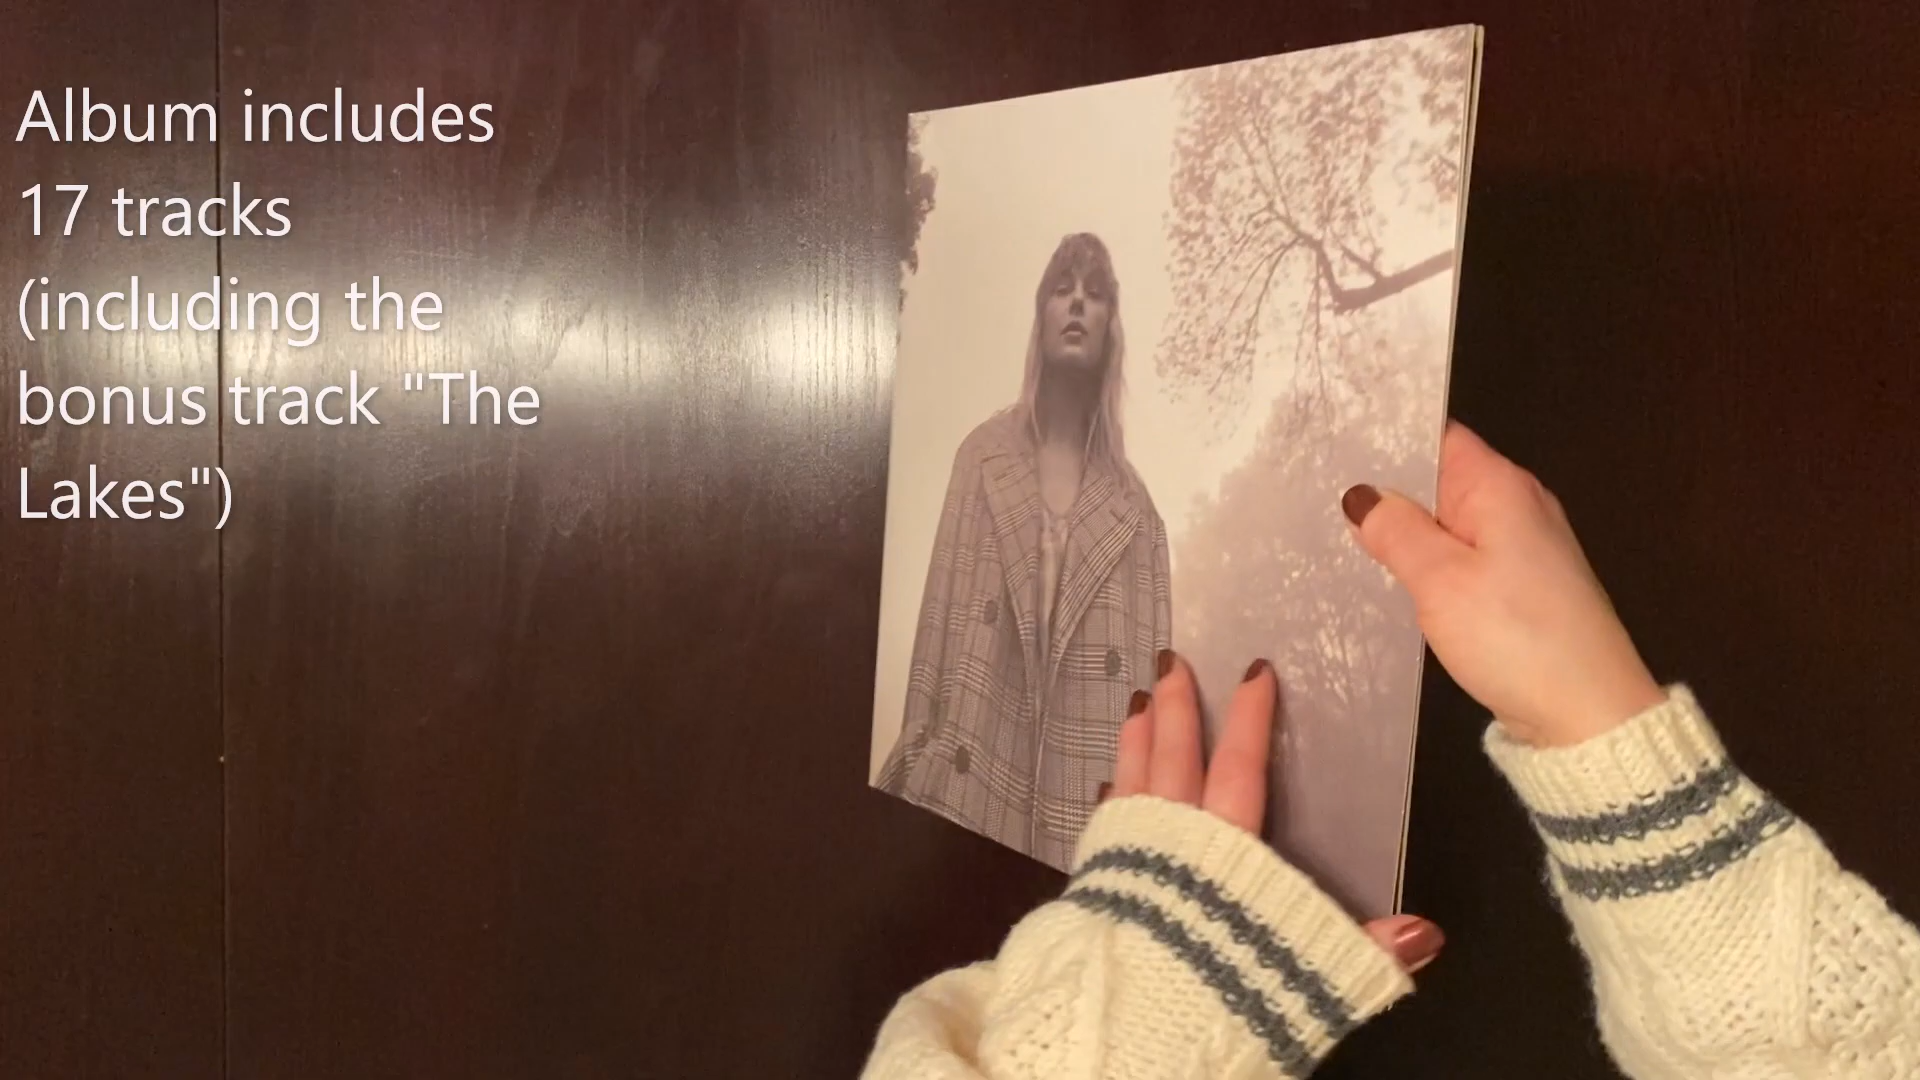 Album includes
17 tracks
(including the
bonus track "The
Lakes")